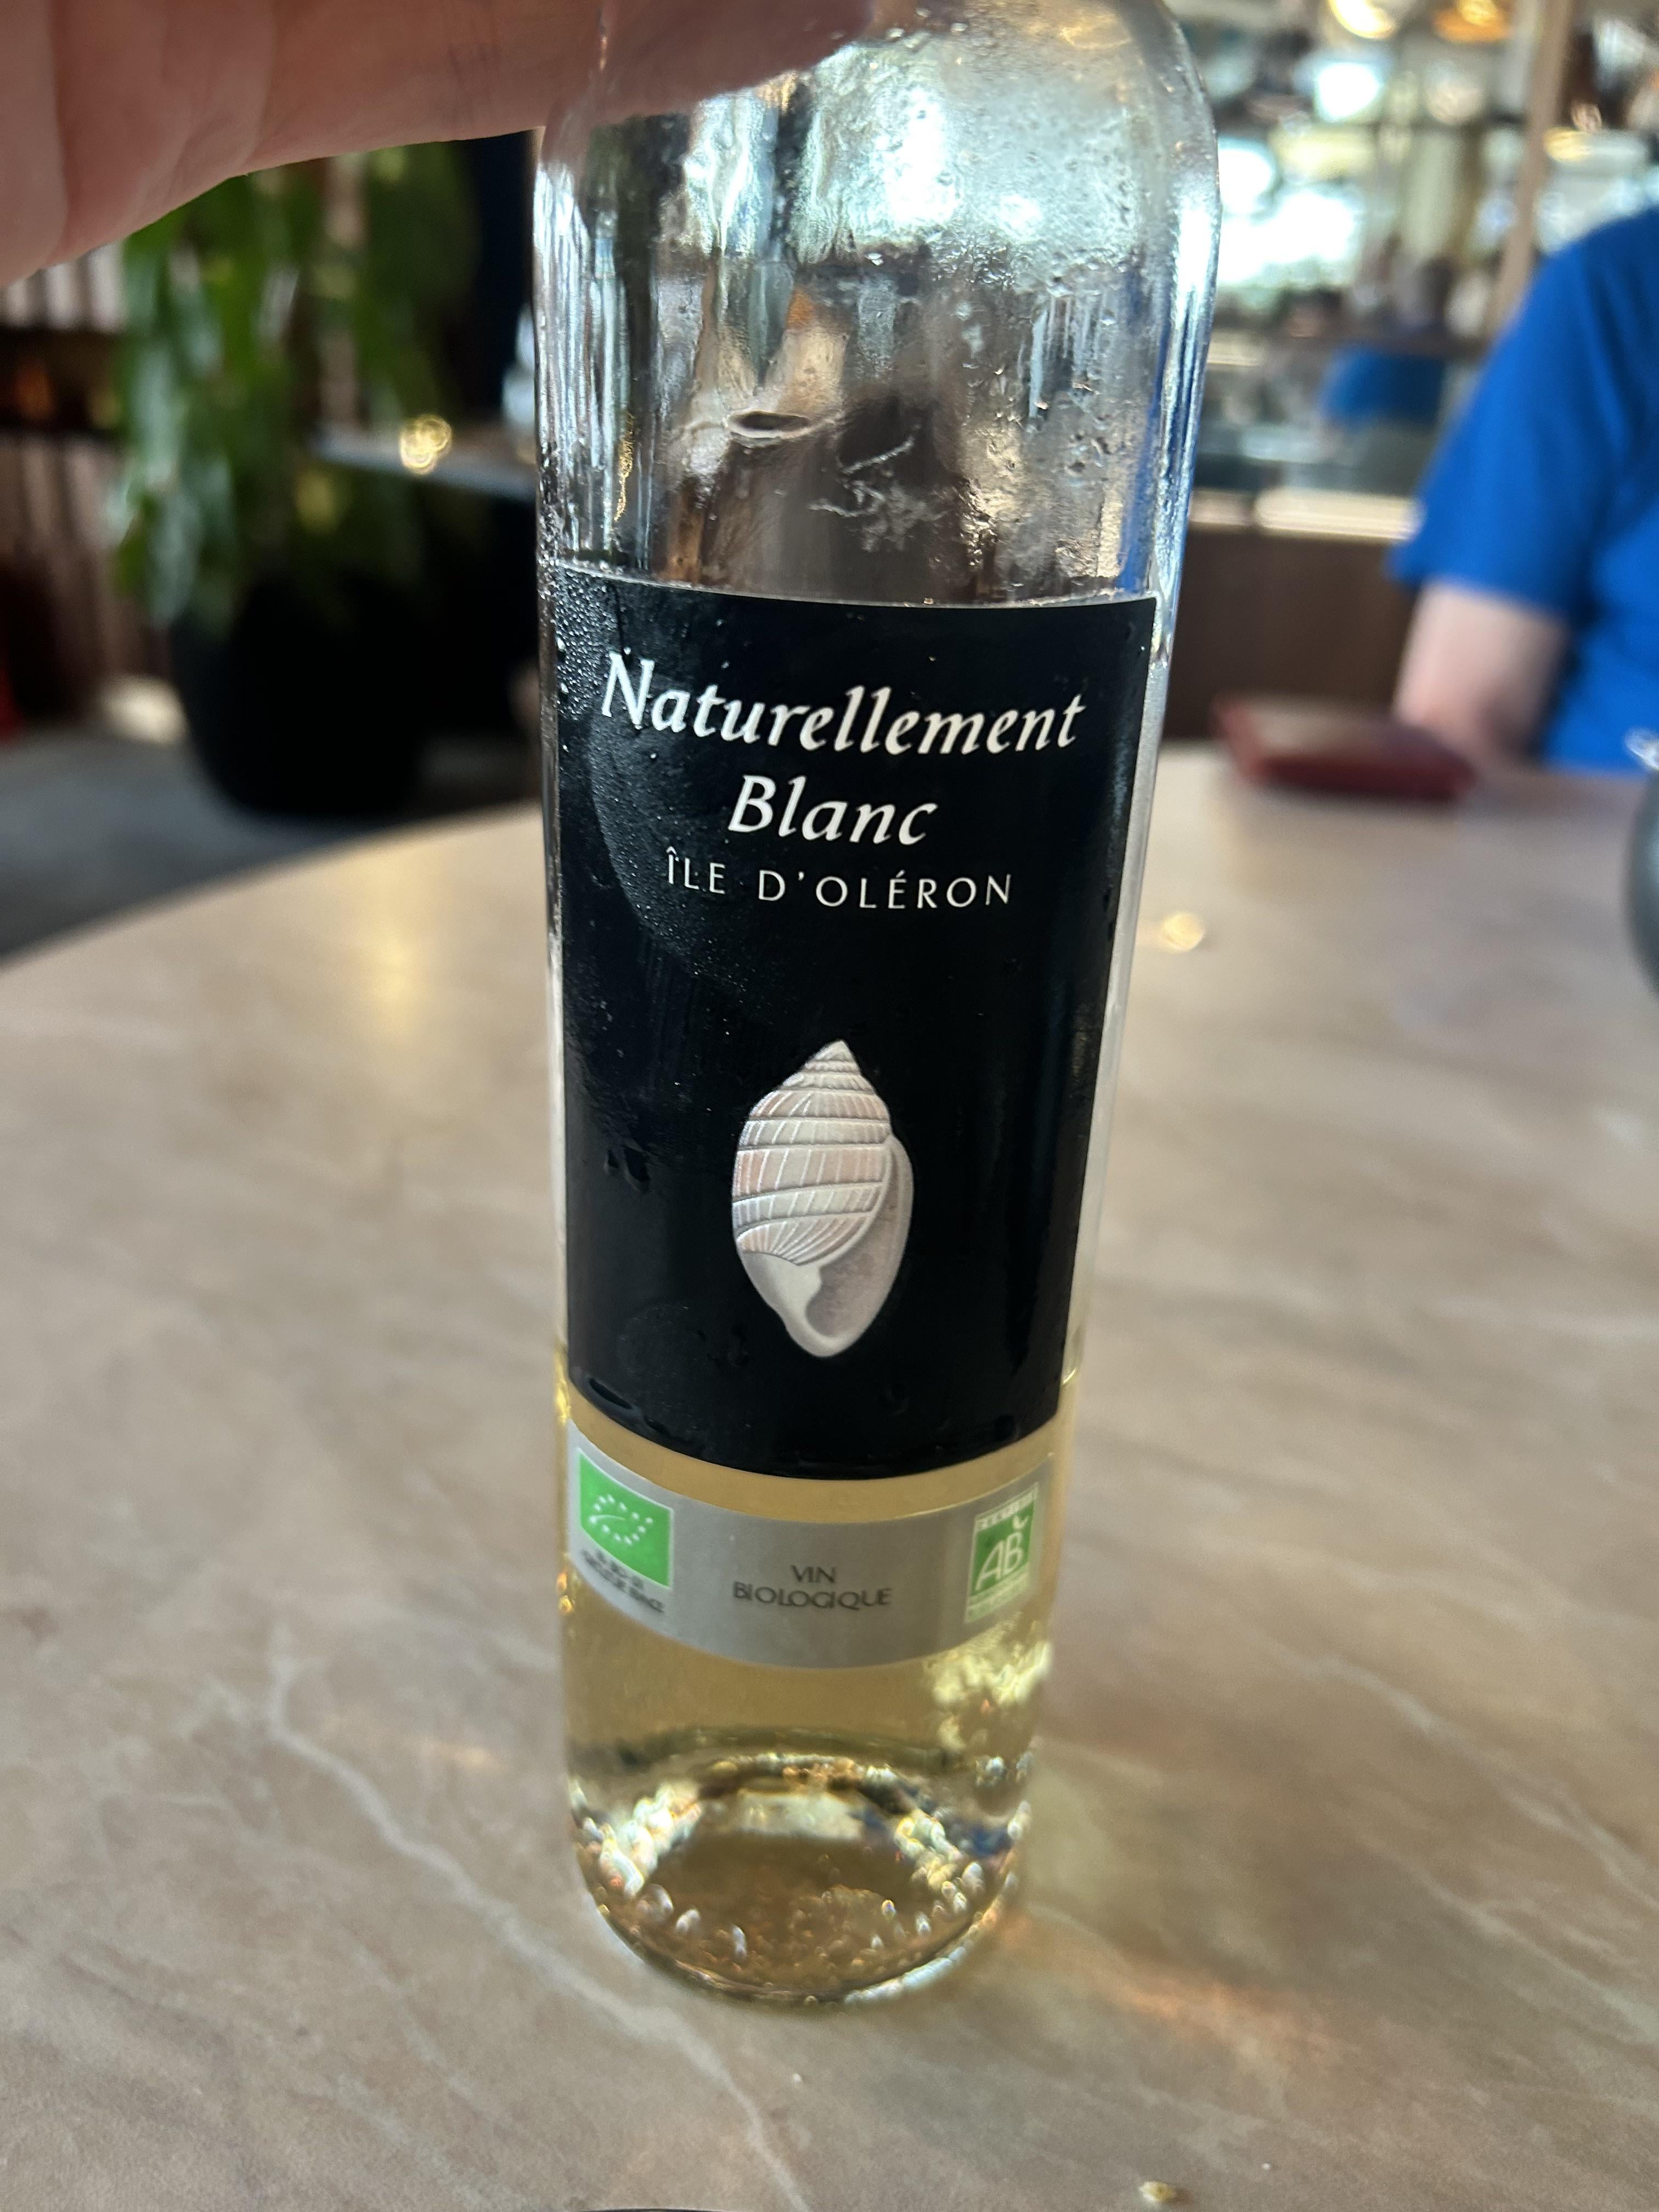 Naturellement
Blanc
ÎLE D'OLÉRON
VIN
BIOLOGIQUE
AB